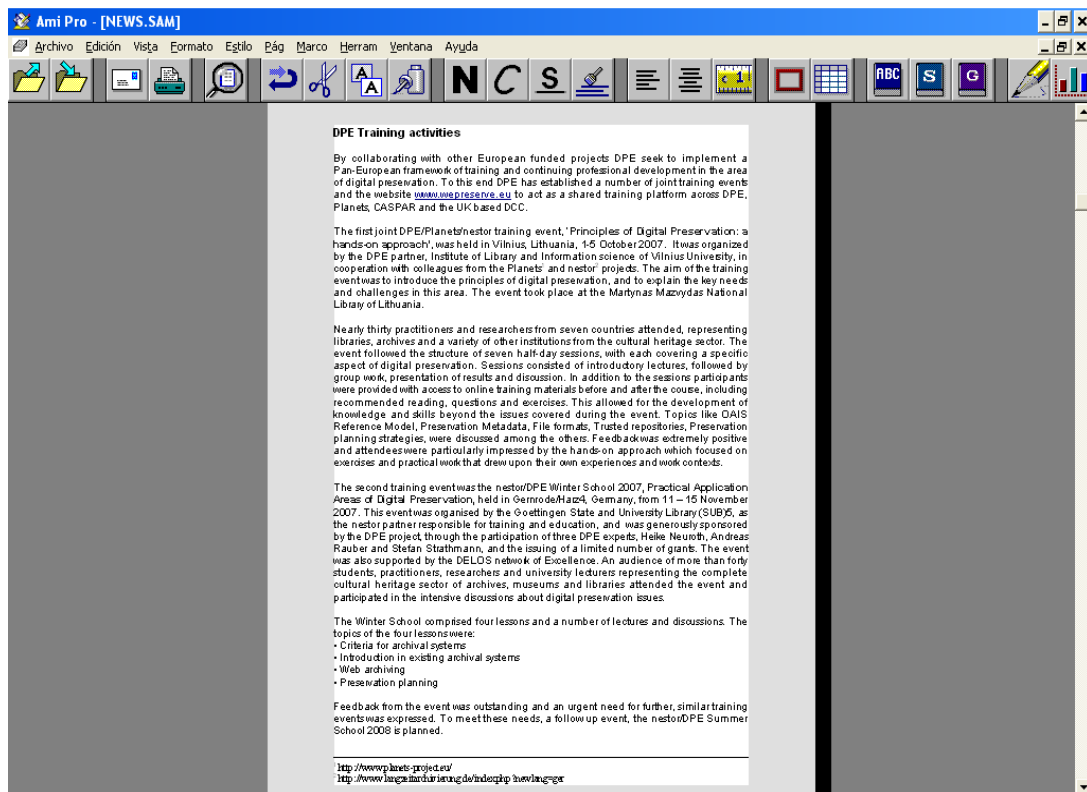 Ami Pro - [NEWS.SAM]
Archivo Edición Vista Formato Estilo Pág Marco Herram Ventana Ayuda
N C S c 1 ABC S G
DPE Training activities
By collaborating with other European funded projects DPE seek to implement a
Pan-European framework of training and continuing professional development in the area
of digital preservation. To this end DPE has established a number of joint training events
and the website www.wepreserve.eu to act as a shared training platform across DPE,
Planets, CASPAR and the UK based DCC.
The first joint DPE/Planets/nestor training event, 'Principles of Digital Preservation: a
hands-on approach', was held in Vilnius, Lithuania, 1-5 October 2007. It was organized
by the DPE partner, Institute of Library and Information science of Vilnius University, in
cooperation with colleagues from the Planets¹ and nestor² projects. The aim of the training
event was to introduce the principles of digital preservation, and to explain the key needs
and challenges in this area. The event took place at the Martynas Mazvydas National
Library of Lithuania.
Nearly thirty practitioners and researchers from seven countries attended, representing
libraries, archives and a variety of other institutions from the cultural heritage sector. The
event followed the structure of seven half-day sessions, with each covering a specific
aspect of digital preservation. Sessions consisted of introductory lectures, followed by
group work, presentation of results and discussion. In addition to the sessions participants
were provided with access to online training materials before and after the course, including
recommended reading, questions and exercises. This allowed for the development of
knowledge and skills beyond the issues covered during the event. Topics like OAIS
Reference Model, Preservation Metadata, File formats, Trusted repositories, Preservation
planning strategies, were discussed among the others. Feedback was extremely positive
and attendees were particularly impressed by the hands-on approach which focused on
exercises and practical work that drew upon their own experiences and work contexts.
The second training event was the nestor/DPE Winter School 2007, Practical Application
Areas of Digital Preservation, held in Gernrode/Harz4, Germany, from 11 – 15 November
2007. This event was organised by the Goettingen State and University Library (SUB)5, as
the nestor partner responsible for training and education, and was generously sponsored
by the DPE project, through the participation of three DPE experts, Heike Neuroth, Andreas
Rauber and Stefan Strathmann, and the issuing of a limited number of grants. The event
was also supported by the DELOS network of Excellence. An audience of more than forty
students, practitioners, researchers and university lecturers representing the complete
cultural heritage sector of archives, museums and libraries attended the event and
participated in the intensive discussions about digital preservation issues.
The Winter School comprised four lessons and a number of lectures and discussions. The
topics of the four lessons were:
• Criteria for archival systems
• Introduction in existing archival systems
• Web archiving
• Preservation planning
Feedback from the event was outstanding and an urgent need for further, similar training
events was expressed. To meet these needs, a follow up event, the nestor/DPE Summer
School 2008 is planned.
¹ http://www.planets-project.eu/
² http://www.langzeitarchivierung.de/index.php?newlang=ger